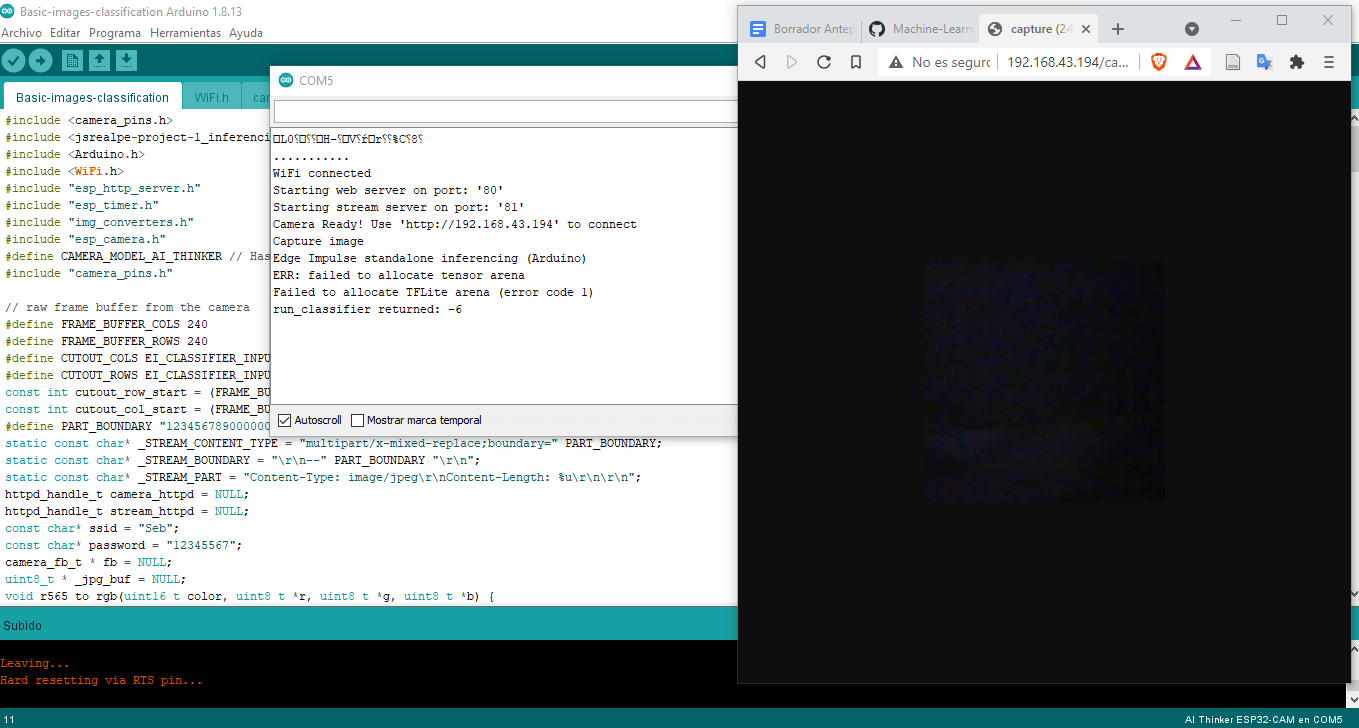 Basic-images-classification Arduino 1.8.13
Archivo Editar Programa Herramientas Ayuda
Basic-images-classification WiFi.h
#include <camera_pins.h>
#include <jsrealpe-project-1_inferenci
#include <Arduino.h>
#include <WiFi.h>
#include "esp_http_server.h"
#include "esp_timer.h"
#include "img_converters.h"
#include "esp_camera.h"
#define CAMERA_MODEL_AI_THINKER // Has
#include "camera_pins.h"
// raw frame buffer from the camera
#define FRAME_BUFFER_COLS 240
#define FRAME_BUFFER_ROWS 240
#define CUTOUT_COLS EI_CLASSIFIER_INPU
#define CUTOUT_ROWS EI_CLASSIFIER_INPU
const int cutout_row_start = (FRAME_BU
const int cutout_col_start = (FRAME_BU
#define PART_BOUNDARY "123456789000000
static const char* _STREAM_CONTENT_TYPE = "multipart/x-mixed-replace;boundary=" PART_BOUNDARY;
static const char* _STREAM_BOUNDARY = "\r\n--" PART_BOUNDARY "\r\n";
static const char* _STREAM_PART = "Content-Type: image/jpeg\r\nContent-Length: %u\r\n\r\n";
httpd_handle_t camera_httpd = NULL;
httpd_handle_t stream_httpd = NULL;
const char* ssid = "Seb";
const char* password = "12345567";
camera_fb_t * fb = NULL;
uint8_t * _jpg_buf = NULL;
void r565_to_rgb(uint16_t color, uint8_t *r, uint8_t *g, uint8_t *b) {
COM5
...........
WiFi connected
Starting web server on port: '80'
Starting stream server on port: '81'
Camera Ready! Use 'http://192.168.43.194' to connect
Capture image
Edge Impulse standalone inferencing (Arduino)
ERR: failed to allocate tensor arena
Failed to allocate TFLite arena (error code 1)
run_classifier returned: -6
Autoscroll Mostrar marca temporal
Borrador Antep Machine-Learn capture (24
No es seguro 192.168.43.194/ca...
Subido
Leaving...
Hard resetting via RTS pin...
11 AI Thinker ESP32-CAM en COM5